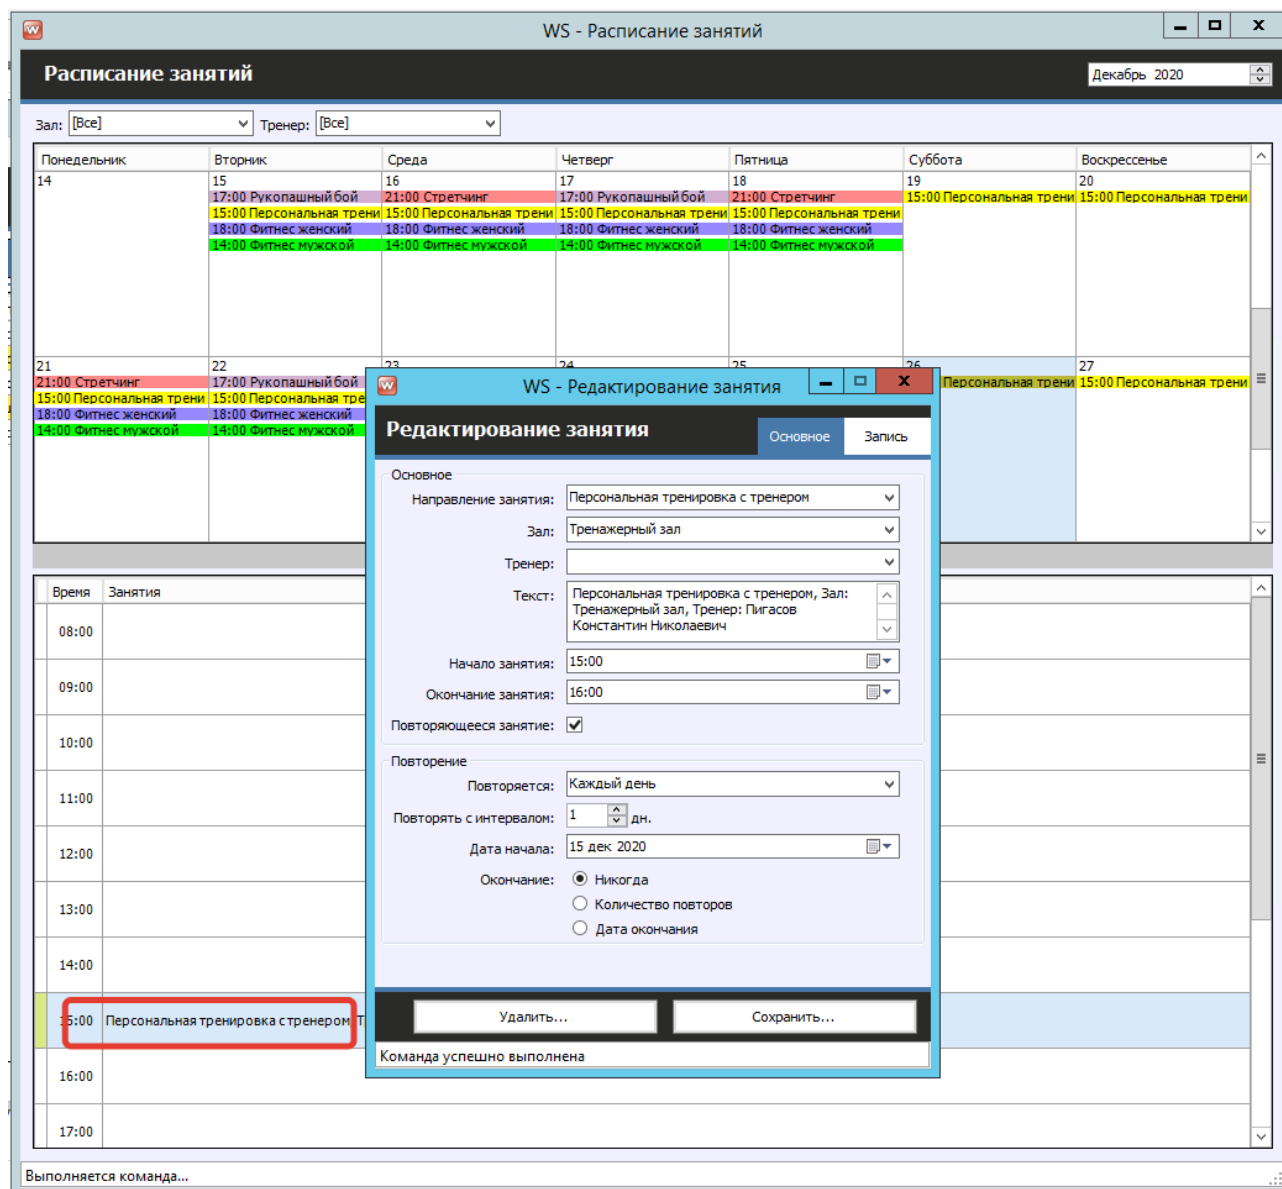 WS - Расписание занятий
Расписание занятий
Декабрь 2020
Зал: [Все] Тренер: [Все]
Понедельник Вторник Среда Четверг Пятница Суббота Воскресенье
14 15 16 17 18 19 20
17:00 Рукопашный бой 21:00 Стретчинг 17:00 Рукопашный бой 21:00 Стретчинг 15:00 Персональная трени 15:00 Персональная трени
15:00 Персональная трени 15:00 Персональная трени 15:00 Персональная трени 15:00 Персональная трени
18:00 Фитнес женский 18:00 Фитнес женский 18:00 Фитнес женский 18:00 Фитнес женский
14:00 Фитнес мужской 14:00 Фитнес мужской 14:00 Фитнес мужской 14:00 Фитнес мужской
21 22 23 24 25 26 27
21:00 Стретчинг 17:00 Рукопашный бой Персональная трени 15:00 Персональная трени
15:00 Персональная трени 15:00 Персональная тре
18:00 Фитнес женский 18:00 Фитнес женский
14:00 Фитнес мужской 14:00 Фитнес мужской
WS - Редактирование занятия
Редактирование занятия
Основное Запись
Основное
Направление занятия: Персональная тренировка с тренером
Зал: Тренажерный зал
Тренер:
Текст: Персональная тренировка с тренером, Зал:
Тренажерный зал, Тренер: Пигасов
Константин Николаевич
Начало занятия: 15:00
Окончание занятия: 16:00
Повторяющееся занятие:
Повторение
Повторяется: Каждый день
Повторять с интервалом: 1 дн.
Дата начала: 15 дек 2020
Окончание: Никогда
Количество повторов
Дата окончания
Удалить... Сохранить...
Команда успешно выполнена
Время Занятия
08:00
09:00
10:00
11:00
12:00
13:00
14:00
15:00 Персональная тренировка с тренером, Т
16:00
17:00
Выполняется команда...